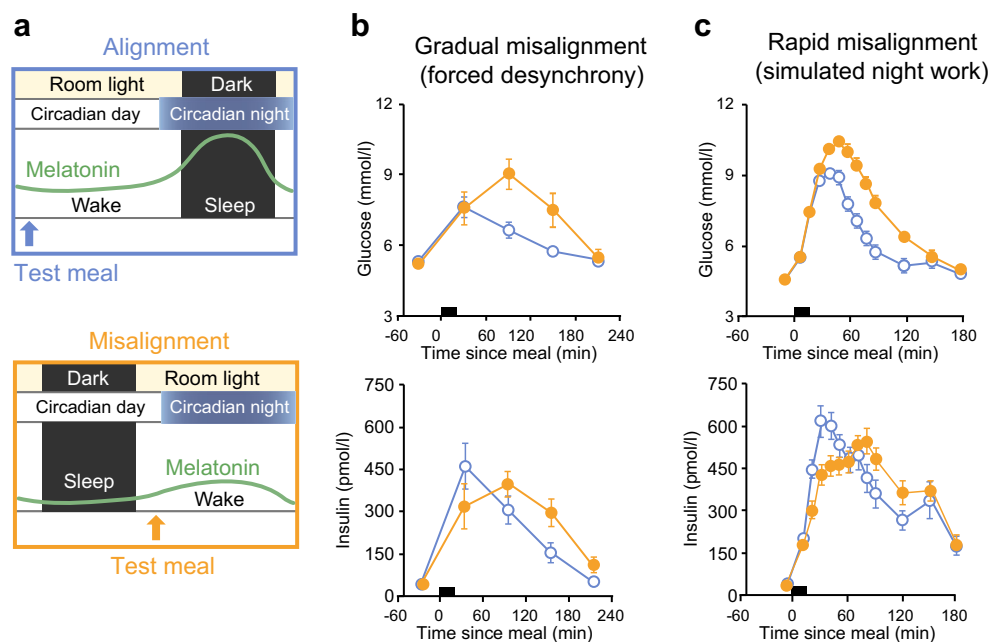 a
Alignment
Room light
Dark
Circadian day
Circadian night
Melatonin
Wake
Sleep
Test meal
Misalignment
Dark
Room light
Circadian day
Circadian night
Melatonin
Sleep
Wake
Test meal
b
Gradual misalignment
(forced desynchrony)
Glucose (mmol/l)
12
9
6
3
-60 0 60 120 180 240
Time since meal (min)
Insulin (pmol/l)
750
600
450
300
150
0
-60 0 60 120 180 240
Time since meal (min)
c
Rapid misalignment
(simulated night work)
Glucose (mmol/l)
12
9
6
3
-60 0 60 120 180
Time since meal (min)
Insulin (pmol/l)
750
600
450
300
150
0
-60 0 60 120 180
Time since meal (min)